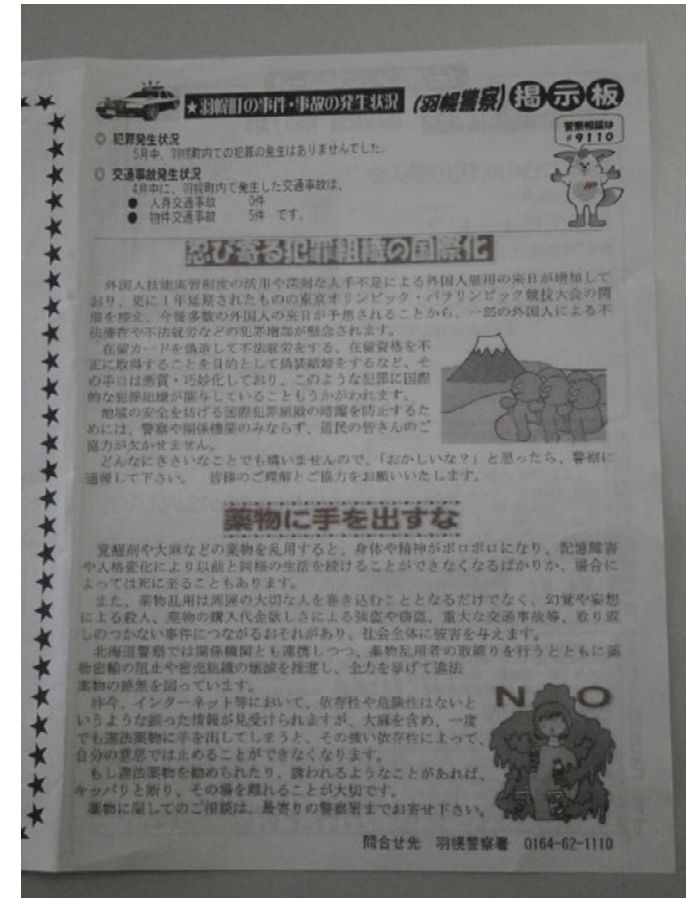 ★羽幌町の事件・事故の発生状況 (羽幌警察) 掲示板
警察相談は
#9110
◎ 犯罪発生状況
5月中、羽幌町内での犯罪の発生はありませんでした。
◎ 交通事故発生状況
4月中に、羽幌町内で発生した交通事故は、
● 人身交通事故 0件
● 物件交通事故 5件 です。
忍び寄る犯罪組織の国際化
外国人技能実習制度の活用や深刻な人手不足による外国人雇用の来日が増加して
おり、更に1年延期されたものの東京オリンピック・パラリンピック競技大会の開
催を控え、今後多数の外国人の来日が予想されることから、一部の外国人による不
法滞在や不法就労などの犯罪増加が懸念されます。
在留カードを偽造して不法就労をする、在留資格を不
正に取得することを目的として偽装結婚をするなど、そ
の手口は悪質・巧妙化しており、このような犯罪に国際
的な犯罪組織が関与していることもうかがわれます。
地域の安全を妨げる国際犯罪組織の暗躍を防止するた
めには、警察や関係機関のみならず、道民の皆さんのご
協力が欠かせません。
どんなにささいなことでも構いませんので、「おかしいな?」と思ったら、警察に
通報して下さい。 皆様のご理解とご協力をお願いいたします。
薬物に手を出すな
覚醒剤や大麻などの薬物を乱用すると、身体や精神がボロボロになり、記憶障害
や人格変化により以前と同様の生活を続けることができなくなるばかりか、場合に
よっては死に至ることもあります。
また、薬物乱用は周囲の大切な人を巻き込むこととなるだけでなく、幻覚や妄想
による殺人、薬物の購入代金欲しさによる強盗や窃盗、重大な交通事故等、取り返
しのつかない事件につながるおそれがあり、社会全体に被害を与えます。
北海道警察では関係機関とも連携しつつ、薬物乱用者の取締りを行うとともに薬
物密輸の阻止や密売組織の壊滅を推進し、全力を挙げて違法
薬物の絶無を図っています。
昨今、インターネット等において、依存性や危険性はないと
いうような誤った情報が見受けられますが、大麻を含め、一度
でも違法薬物に手を出してしまうと、その強い依存性によって、
自分の意思では止めることができなくなります。
もし違法薬物を勧められたり、誘われるようなことがあれば、
キッパリと断り、その場を離れることが大切です。
薬物に関してのご相談は、最寄りの警察署までお寄せ下さい。
NO
問合せ先 羽幌警察署 0164-62-1110